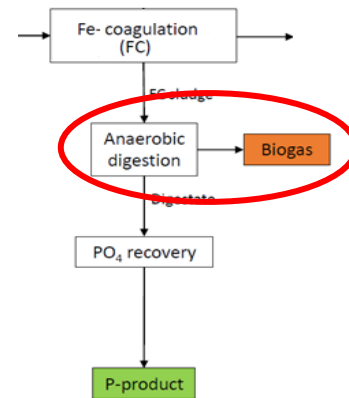 Fe- coagulation
(FC)
FC sludge
Anaerobic
digestion
Biogas
Digestate
PO₄ recovery
P-product